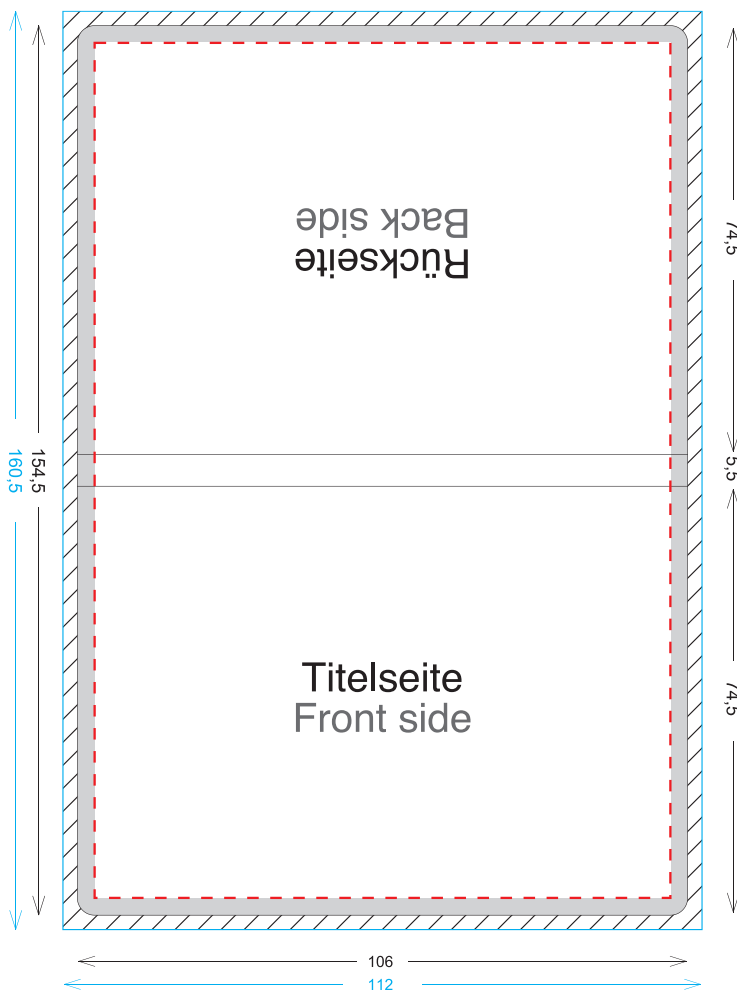 Back side
Rückseite
74,5
5,5
154,5
160,5
Titelseite
Front side
74,5
106
112